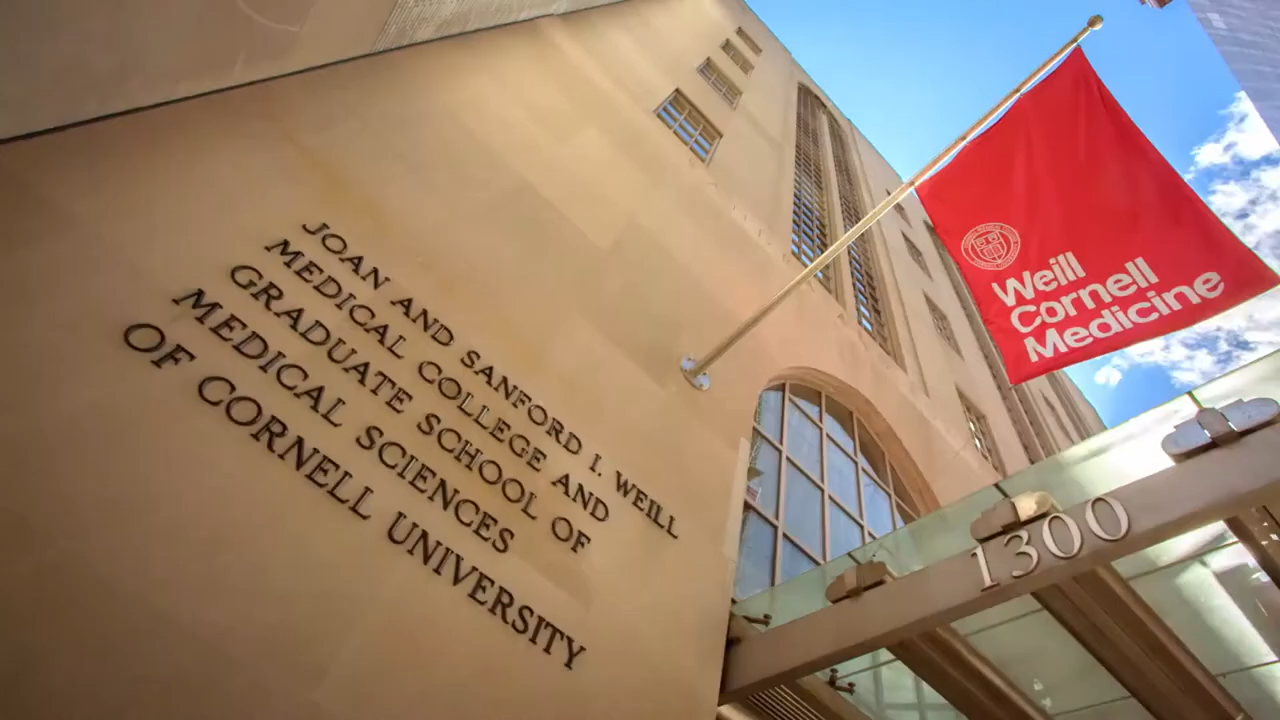 JOAN AND SANFORD I. WEILL
MEDICAL COLLEGE AND
GRADUATE SCHOOL OF
MEDICAL SCIENCES
OF CORNELL UNIVERSITY
Weill
Cornell
Medicine
1300